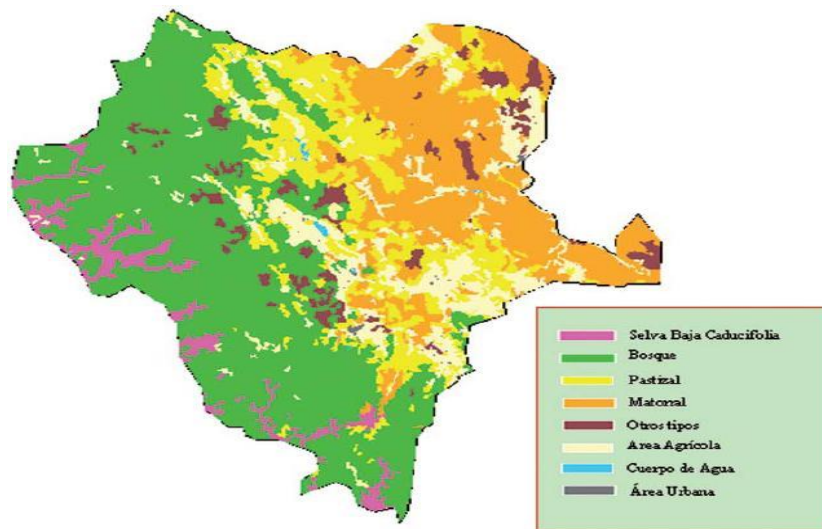 Selva Baja Caducifolia
Bosque
Pastizal
Matorral
Otros tipos
Area Agrícola
Cuerpo de Agua
Área Urbana